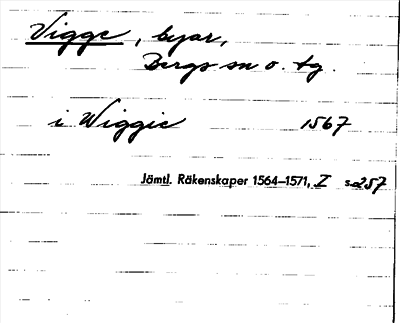 Vigge, byar,
Bergs sn o. tg.
i Wiggie 1567
Jämtl. Räkenskaper 1564–1571, I s. 257